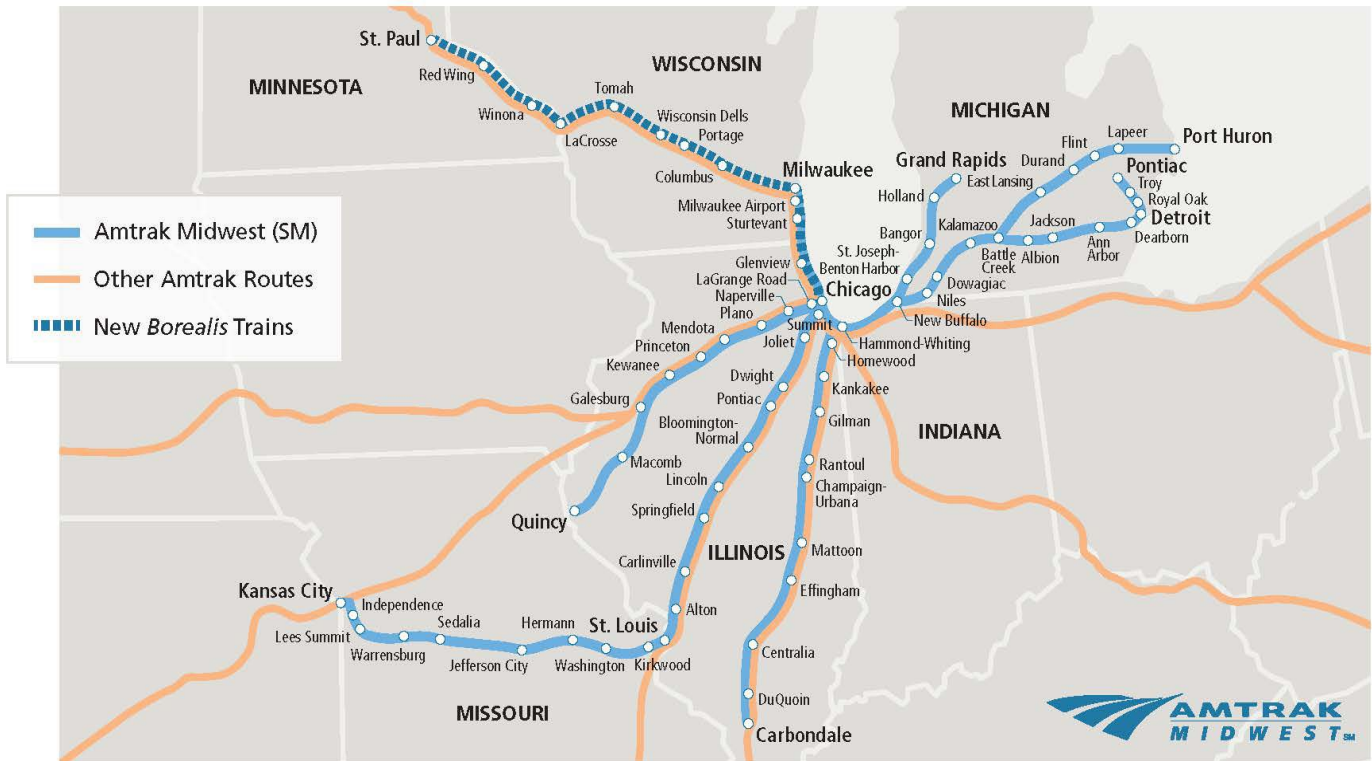 St. Paul
MINNESOTA
Red Wing
Winona
LaCrosse
WISCONSIN
Tomah
Wisconsin Dells
Portage
Columbus
Milwaukee
Milwaukee Airport
Sturtevant
Glenview
LaGrange Road
Naperville
Plano
Chicago
Summit
MICHIGAN
Grand Rapids
Holland
Bangor
St. Joseph-
Benton Harbor
Port Huron
Lapeer
Flint
Durand
East Lansing
Pontiac
Troy
Royal Oak
Detroit
Dearborn
Ann
Arbor
Jackson
Albion
Battle
Creek
Kalamazoo
Dowagiac
Niles
New Buffalo
Hammond-Whiting
Homewood
Amtrak Midwest (SM)
Other Amtrak Routes
New Borealis Trains
Mendota
Princeton
Kewanee
Galesburg
Macomb
Quincy
Joliet
Dwight
Pontiac
Bloomington-
Normal
Lincoln
Springfield
Carlinville
Alton
St. Louis
Kankakee
Gilman
Rantoul
Champaign-
Urbana
Mattoon
Effingham
Centralia
DuQuoin
Carbondale
INDIANA
ILLINOIS
Kansas City
Independence
Lees Summit
Warrensburg
Sedalia
Jefferson City
Hermann
Washington
Kirkwood
MISSOURI
AMTRAK
MIDWEST SM